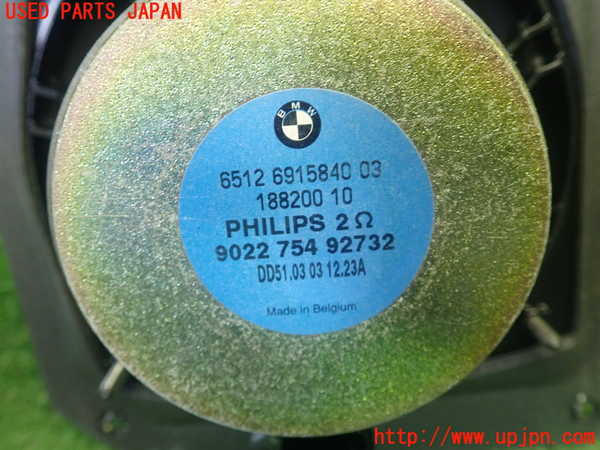 USED PARTS JAPAN
BMW
6512 6915840 03
188200 10
PHILIPS 2 Ω
9022 754 92732
DD51.03 03 12.23A
Made in Belgium
http://www.upjpn.com